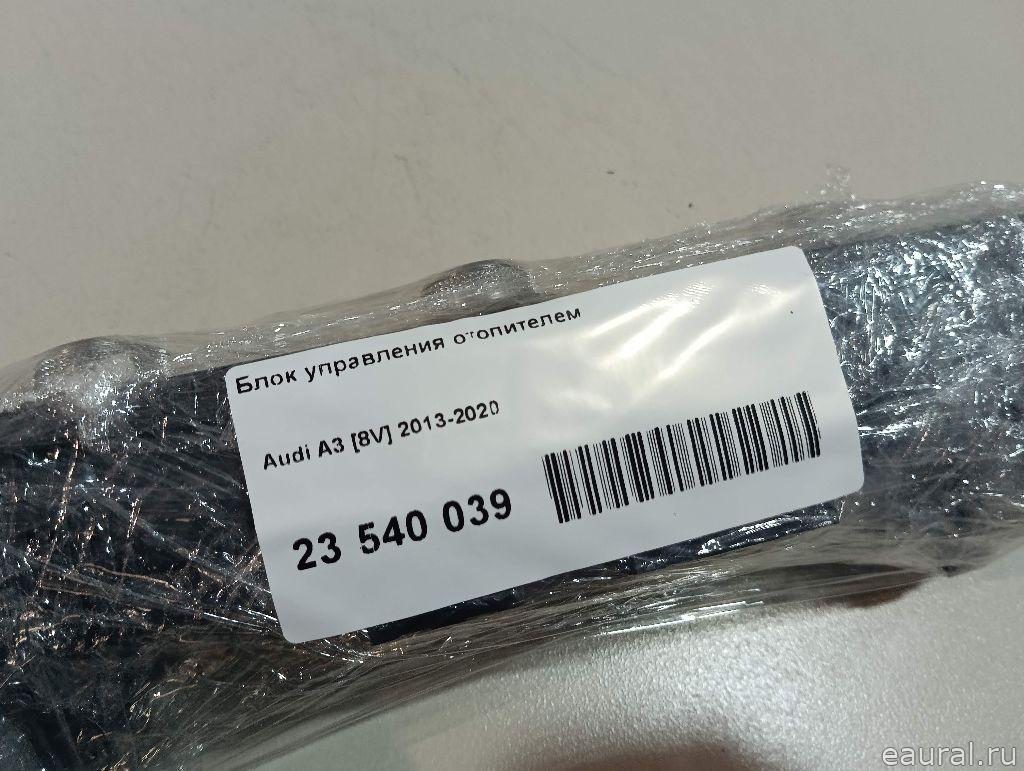 Блок управления отопителем
Audi A3 [8V] 2013-2020
23 540 039
eaural.ru